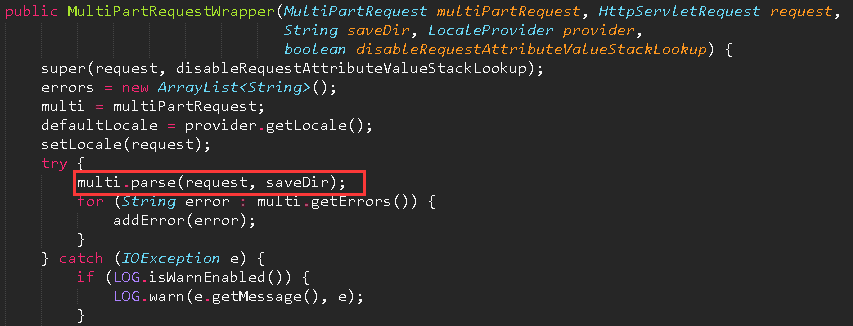 public MultiPartRequestWrapper(MultiPartRequest multiPartRequest, HttpServletRequest request,
String saveDir, LocaleProvider provider,
boolean disableRequestAttributeValueStackLookup) {
super(request, disableRequestAttributeValueStackLookup);
errors = new ArrayList<String>();
multi = multiPartRequest;
defaultLocale = provider.getLocale();
setLocale(request);
try {
multi.parse(request, saveDir);
for (String error : multi.getErrors()) {
addError(error);
}
} catch (IOException e) {
if (LOG.isWarnEnabled()) {
LOG.warn(e.getMessage(), e);
}